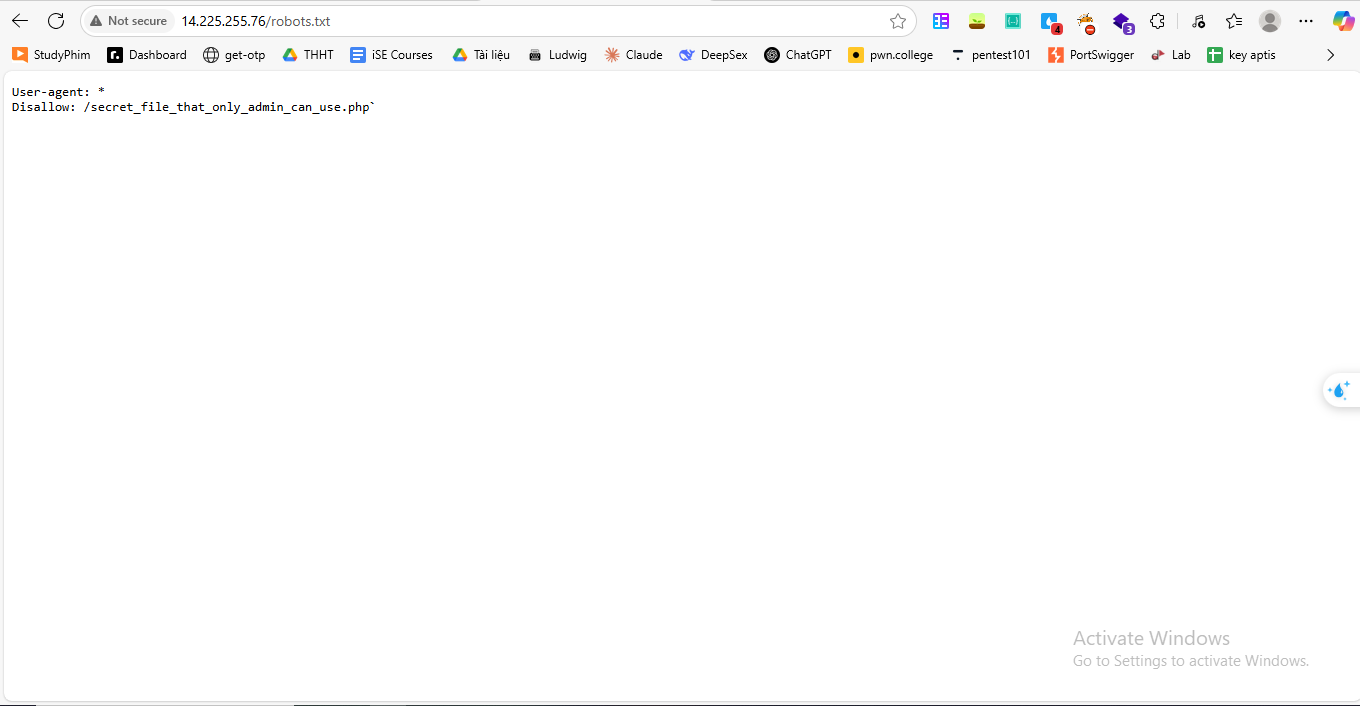 Not secure 14.225.255.76/robots.txt 4 3
StudyPhim Dashboard get-otp THHT iSE Courses Tài liệu Ludwig Claude DeepSex ChatGPT pwn.college pentest101 PortSwigger Lab key aptis
User-agent: *
Disallow: /secret_file_that_only_admin_can_use.php`
Activate Windows
Go to Settings to activate Windows.